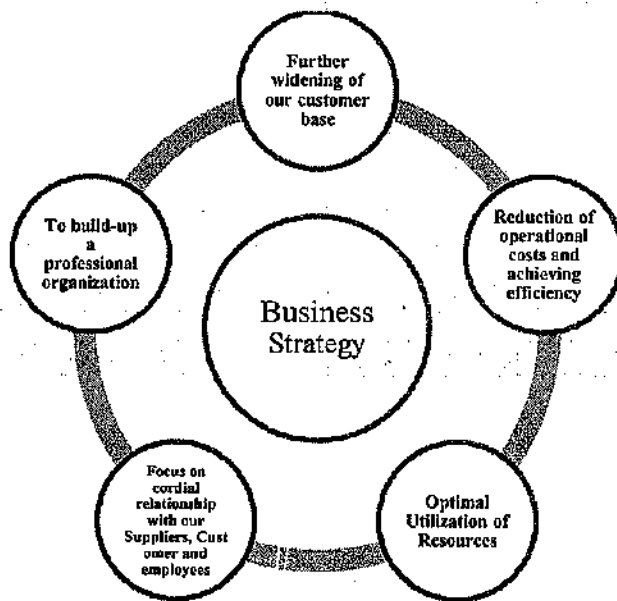 Further
widening of
our customer
base
Reduction of
operational
costs and
achieving
efficiency
Optimal
Utilization of
Resources
Focus on
cordial
relationship
with our
Suppliers, Cust
omer and
employees
To build-up
a
professional
organization
Business
Strategy